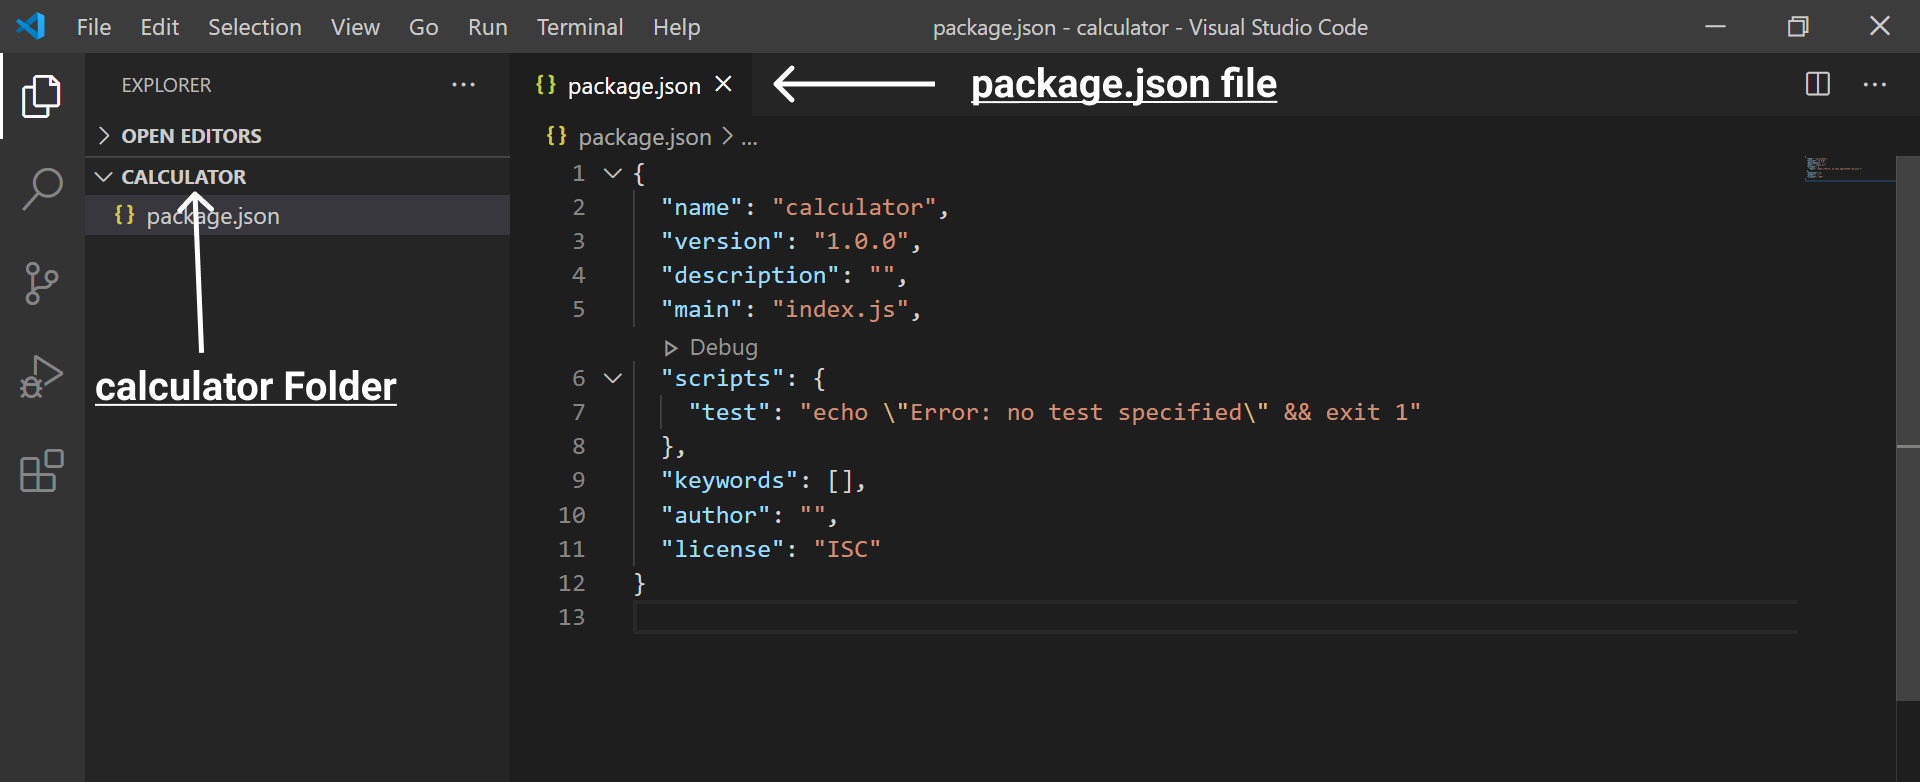 File Edit Selection View Go Run Terminal Help package.json - calculator - Visual Studio Code
EXPLORER
OPEN EDITORS
CALCULATOR
{} package.json
calculator Folder
{} package.json
package.json file
{} package.json > ...
1 {
2 "name": "calculator",
3 "version": "1.0.0",
4 "description": "",
5 "main": "index.js",
Debug
6 "scripts": {
7 "test": "echo \"Error: no test specified\" && exit 1"
8 },
9 "keywords": [],
10 "author": "",
11 "license": "ISC"
12 }
13